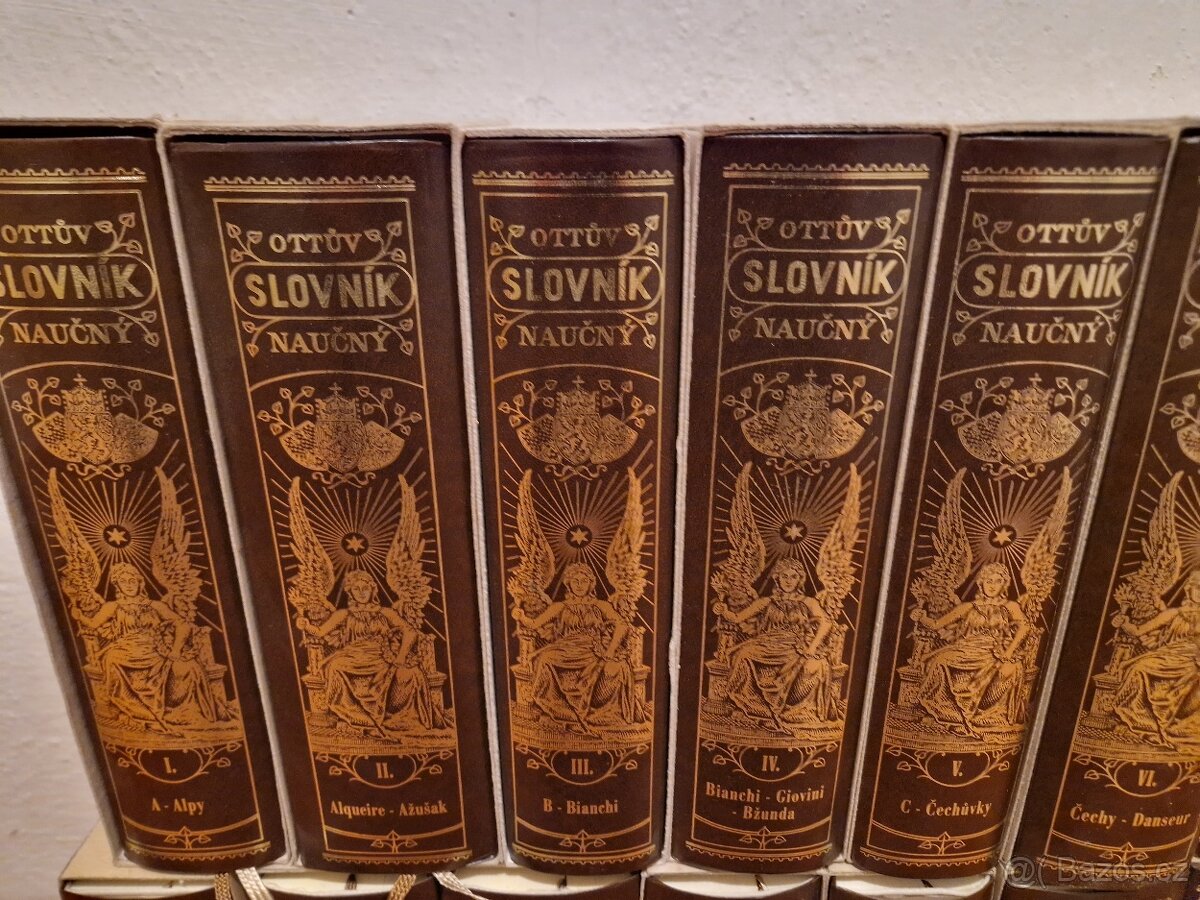 OTTŮV
SLOVNÍK
NAUČNÝ
I.
A - Alpy
OTTŮV
SLOVNÍK
NAUČNÝ
II.
Alqueire - Ažušak
OTTŮV
SLOVNÍK
NAUČNÝ
III.
B - Bianchi
OTTŮV
SLOVNÍK
NAUČNÝ
IV.
Bianchi - Giovini
- Bžunda
OTTŮV
SLOVNÍK
NAUČNÝ
V.
C - Čechůvky
VI.
Čechy - Danseur
Bazos.cz